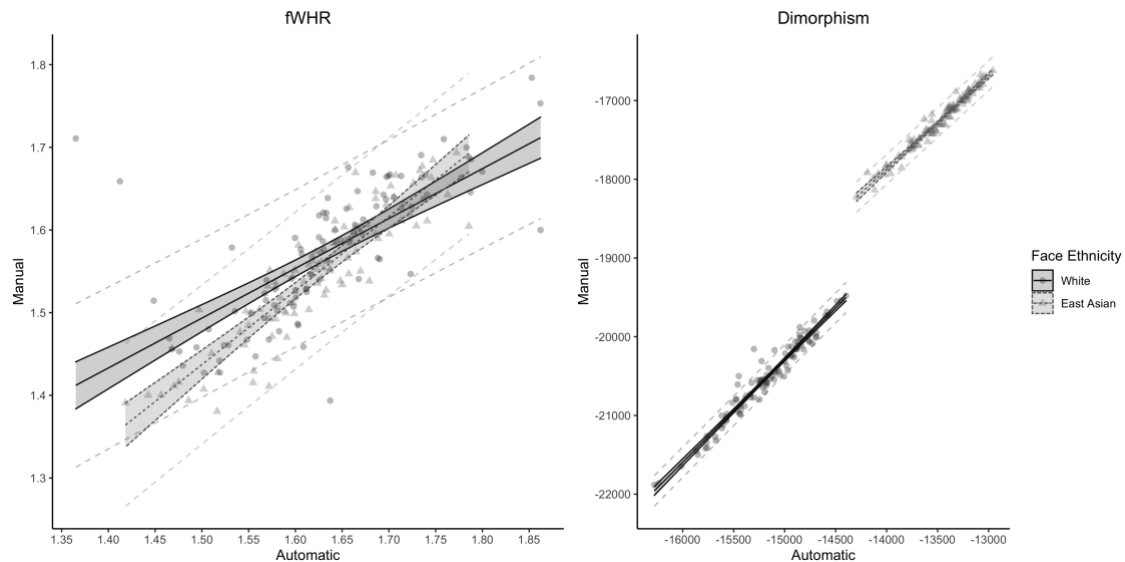 fWHR
Dimorphism
1.8
1.7
1.6
1.5
1.4
1.3
Manual
1.35 1.40 1.45 1.50 1.55 1.60 1.65 1.70 1.75 1.80 1.85
Automatic
-17000
-18000
-19000
-20000
-21000
-22000
Manual
-16000 -15500 -15000 -14500 -14000 -13500 -13000
Automatic
Face Ethnicity
White
East Asian